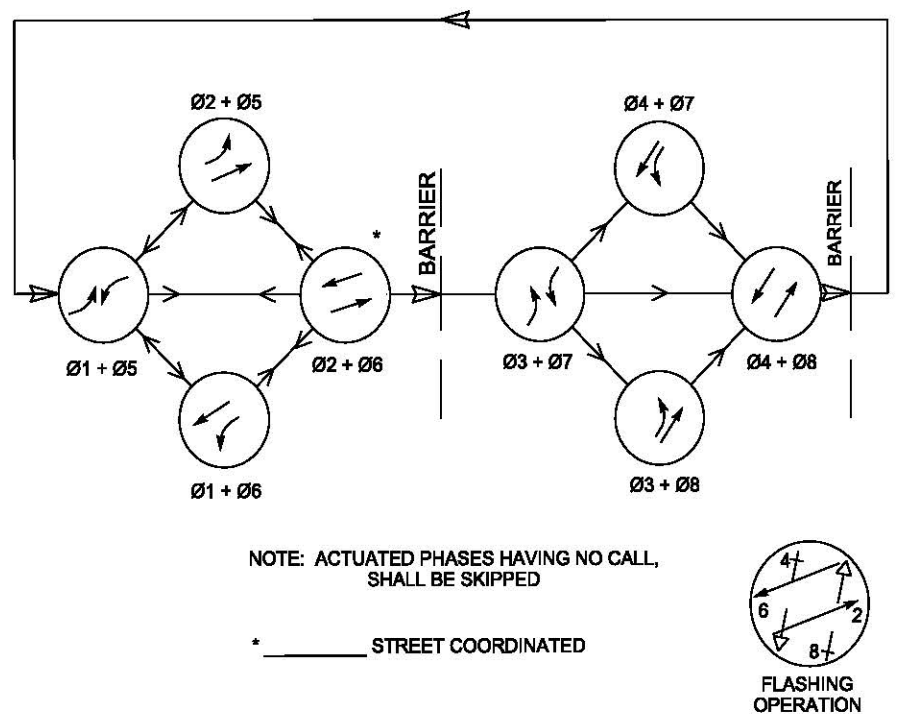 Ø2 + Ø5
Ø4 + Ø7
BARRIER
BARRIER
*
Ø1 + Ø5
Ø2 + Ø6
Ø3 + Ø7
Ø4 + Ø8
Ø1 + Ø6
Ø3 + Ø8
NOTE: ACTUATED PHASES HAVING NO CALL,
SHALL BE SKIPPED
* ________ STREET COORDINATED
4
6
2
8
FLASHING
OPERATION